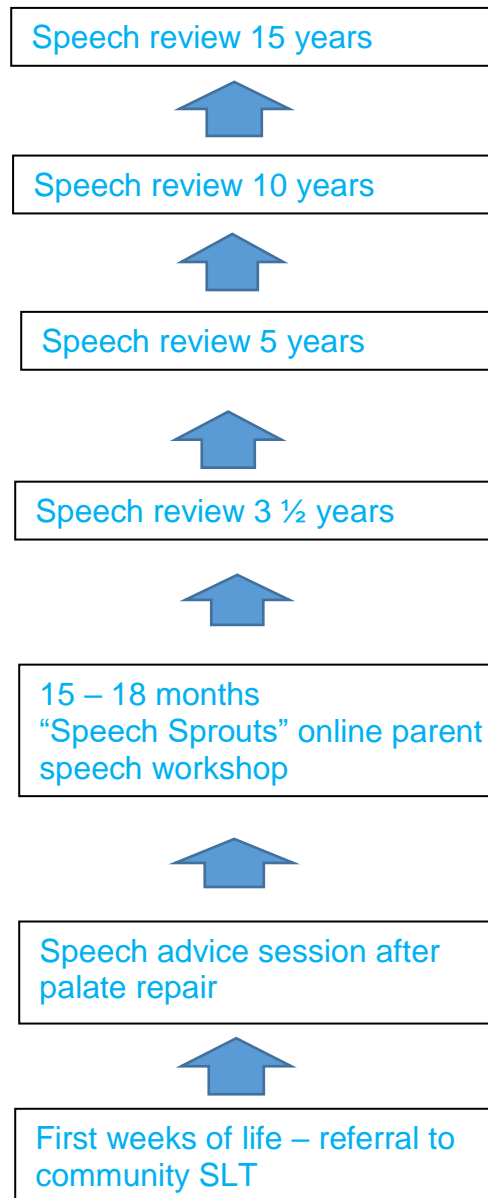 Speech review 15 years
Speech review 10 years
Speech review 5 years
Speech review 3 ½ years
15 – 18 months
“Speech Sprouts” online parent
speech workshop
Speech advice session after
palate repair
First weeks of life – referral to
community SLT